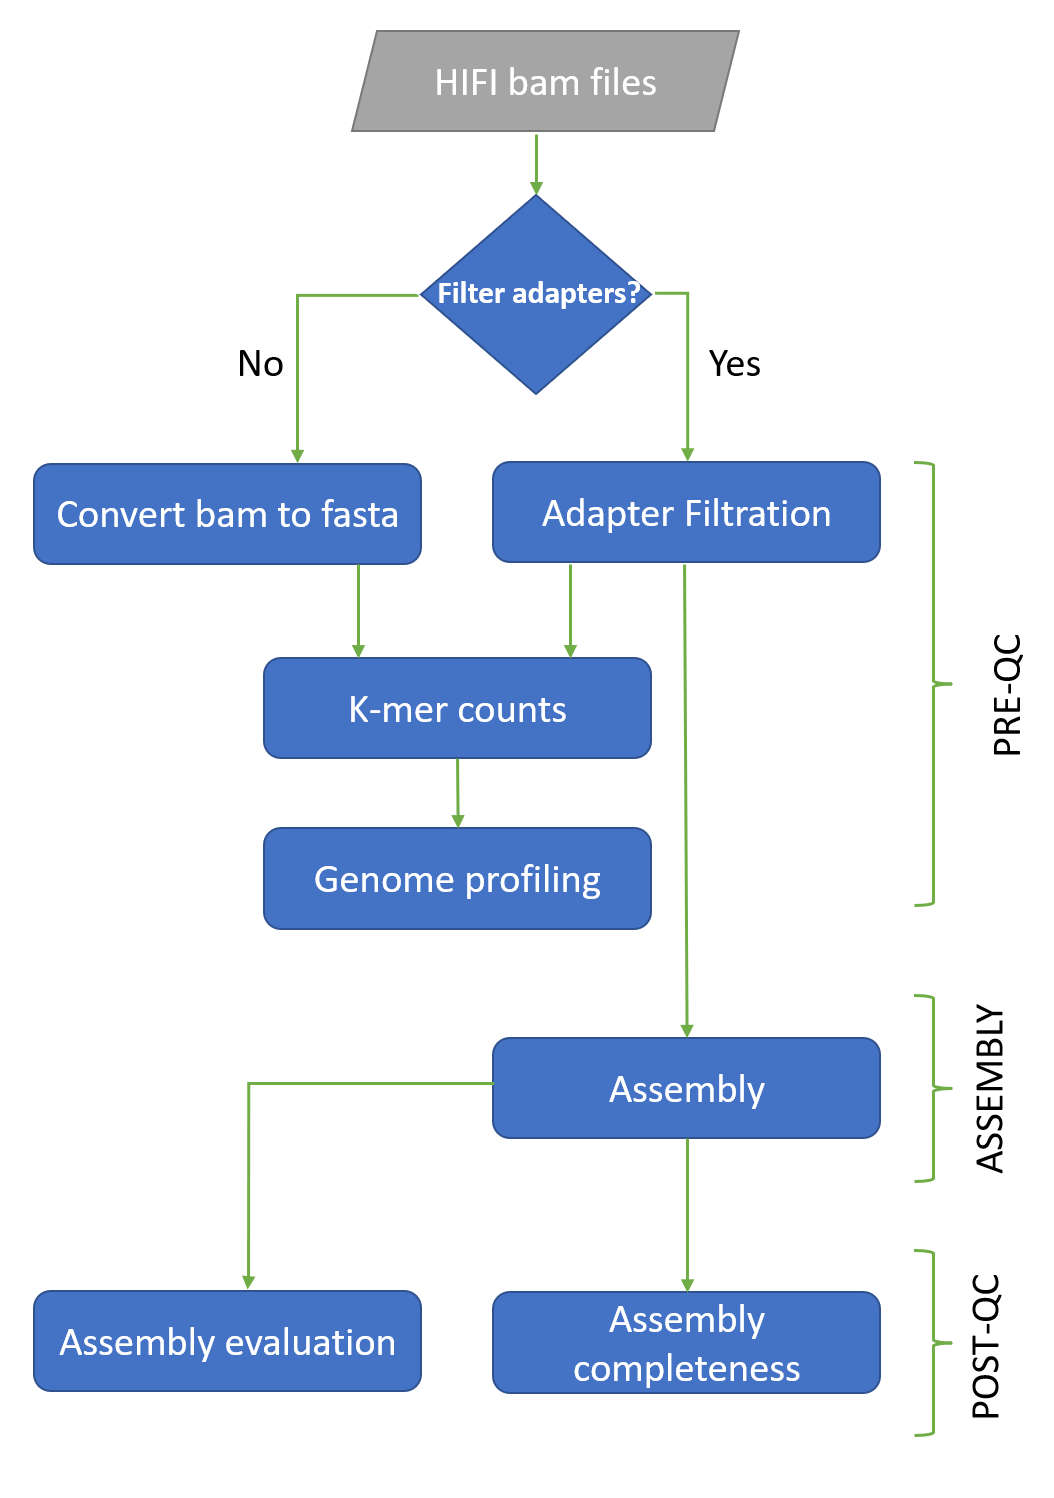 HIFI bam files
Filter adapters?
No
Yes
Convert bam to fasta
Adapter Filtration
K-mer counts
Genome profiling
PRE-QC
Assembly
ASSEMBLY
Assembly evaluation
Assembly
completeness
POST-QC